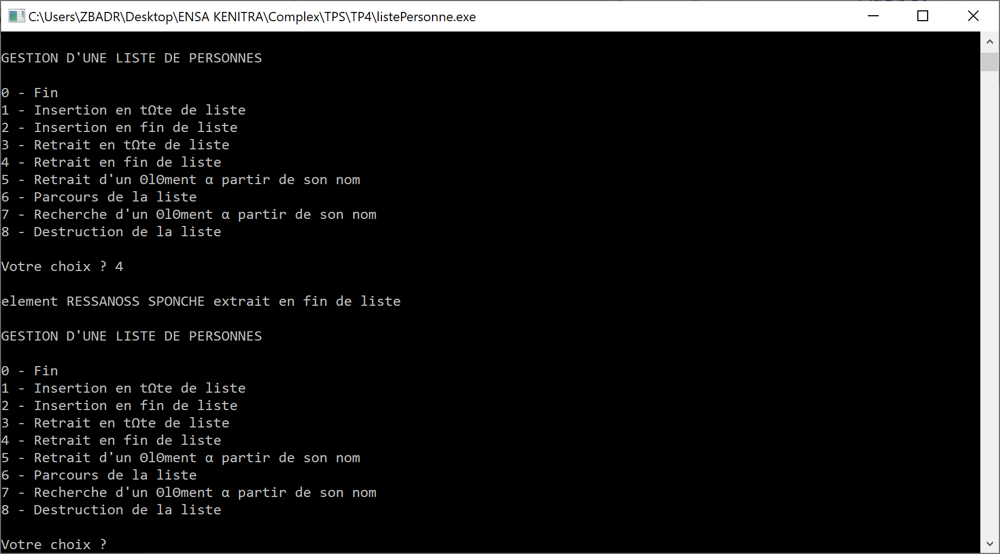 C:\Users\ZBADR\Desktop\ENSA KENITRA\Complex\TPS\TP4\listePersonne.exe
GESTION D'UNE LISTE DE PERSONNES
0 - Fin
1 - Insertion en tΩte de liste
2 - Insertion en fin de liste
3 - Retrait en tΩte de liste
4 - Retrait en fin de liste
5 - Retrait d'un ΘlΘment α partir de son nom
6 - Parcours de la liste
7 - Recherche d'un ΘlΘment α partir de son nom
8 - Destruction de la liste
Votre choix ? 4
element RESSANOSS SPONCHE extrait en fin de liste
GESTION D'UNE LISTE DE PERSONNES
0 - Fin
1 - Insertion en tΩte de liste
2 - Insertion en fin de liste
3 - Retrait en tΩte de liste
4 - Retrait en fin de liste
5 - Retrait d'un ΘlΘment α partir de son nom
6 - Parcours de la liste
7 - Recherche d'un ΘlΘment α partir de son nom
8 - Destruction de la liste
Votre choix ?